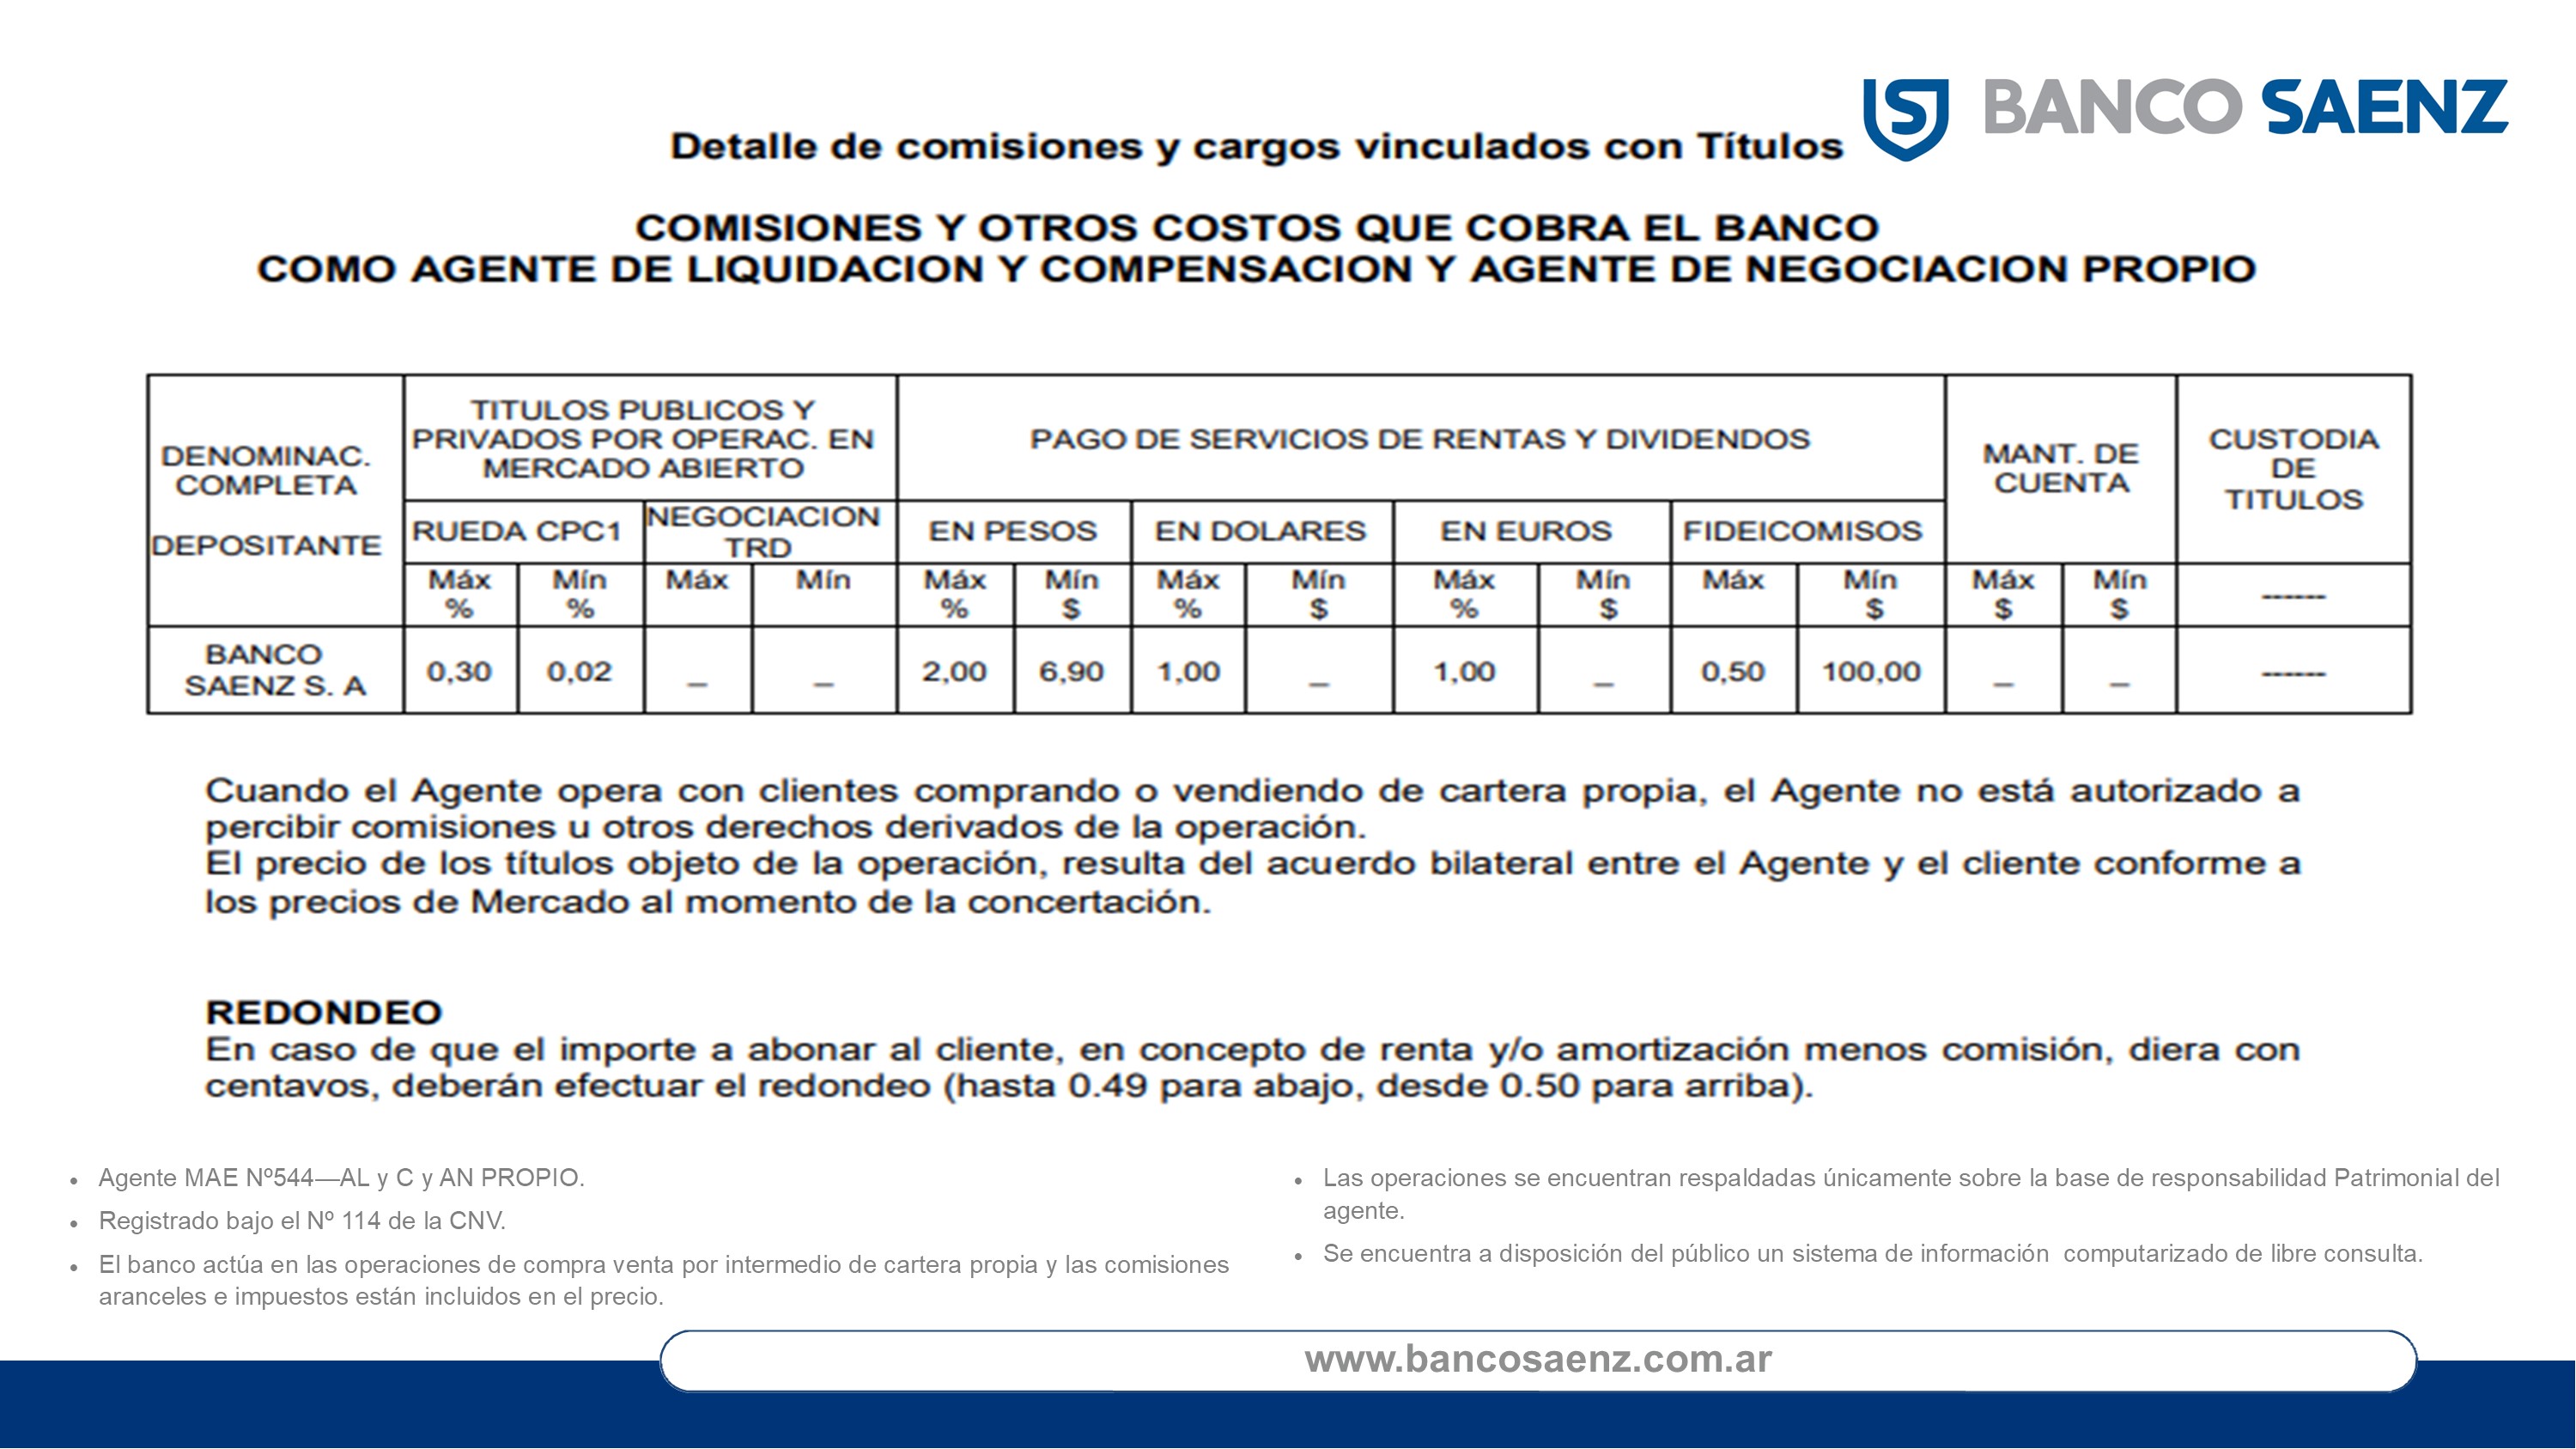 BANCO SAENZ
Detalle de comisiones y cargos vinculados con Títulos
COMISIONES Y OTROS COSTOS QUE COBRA EL BANCO
COMO AGENTE DE LIQUIDACION Y COMPENSACION Y AGENTE DE NEGOCIACION PROPIO
DENOMINAC.
COMPLETA
DEPOSITANTE
TITULOS PUBLICOS Y
PRIVADOS POR OPERAC. EN
MERCADO ABIERTO
PAGO DE SERVICIOS DE RENTAS Y DIVIDENDOS
MANT. DE
CUENTA
CUSTODIA
DE
TITULOS
RUEDA CPC1
NEGOCIACION
TRD
EN PESOS
EN DOLARES
EN EUROS
FIDEICOMISOS
Máx Mín Máx Mín Máx Mín Máx Mín Máx Mín Máx Mín Máx Mín
% % % $ % $ % $ $ $ $ ------
BANCO
SAENZ S. A
0,30 0,02 _ _ 2,00 6,90 1,00 _ 1,00 _ 0,50 100,00 _ _ ------
Cuando el Agente opera con clientes comprando o vendiendo de cartera propia, el Agente no está autorizado a
percibir comisiones u otros derechos derivados de la operación.
El precio de los títulos objeto de la operación, resulta del acuerdo bilateral entre el Agente y el cliente conforme a
los precios de Mercado al momento de la concertación.
REDONDEO
En caso de que el importe a abonar al cliente, en concepto de renta y/o amortización menos comisión, diera con
centavos, deberán efectuar el redondeo (hasta 0.49 para abajo, desde 0.50 para arriba).
• Agente MAE Nº544—AL y C y AN PROPIO.
• Registrado bajo el Nº 114 de la CNV.
• El banco actúa en las operaciones de compra venta por intermedio de cartera propia y las comisiones
aranceles e impuestos están incluidos en el precio.
• Las operaciones se encuentran respaldadas únicamente sobre la base de responsabilidad Patrimonial del
agente.
• Se encuentra a disposición del público un sistema de información computarizado de libre consulta.
www.bancosaenz.com.ar